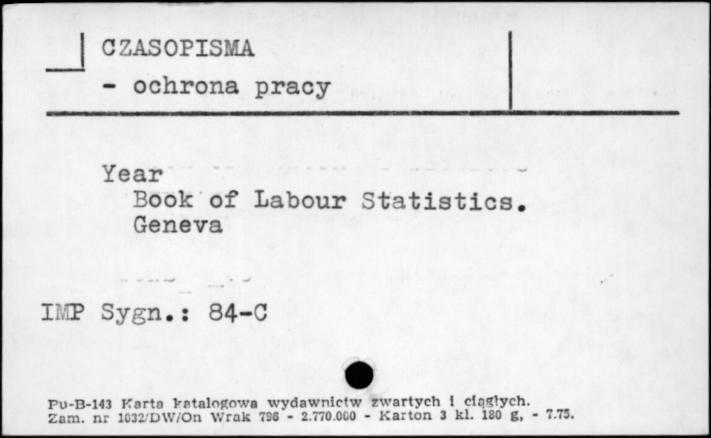 CZASOPISMA
- ochrona pracy
Year
Book of Labour Statistics.
Geneva
IMP Sygn.: 84-C
Pu-B-143 Karta katalogowa wydawnictw zwartych i ciągłych.
Zam. nr 1032/DW/On Wrak 796 - 2.770.000 - Karton 3 kl. 180 g, - 7.75.